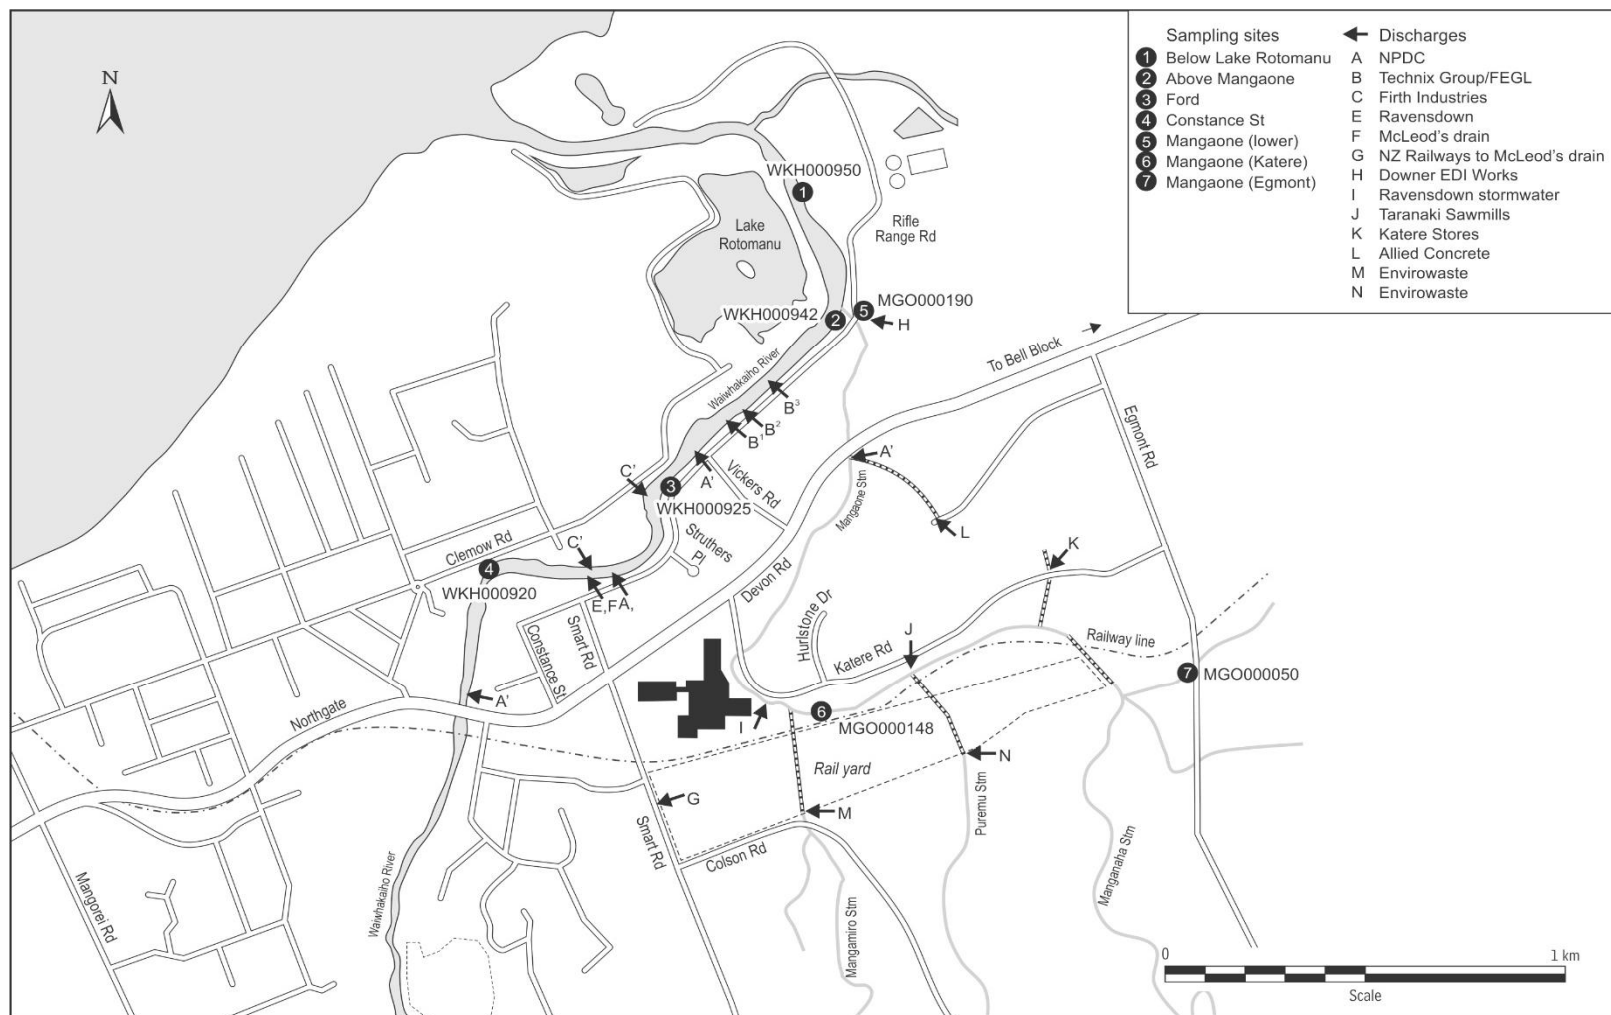 N
Sampling sites
1 Below Lake Rotomanu
2 Above Mangaone
3 Ford
4 Constance St
5 Mangaone (lower)
6 Mangaone (Katere)
7 Mangaone (Egmont)
Discharges
A NPDC
B Technix Group/FEGL
C Firth Industries
E Ravensdown
F McLeod's drain
G NZ Railways to McLeod's drain
H Downer EDI Works
I Ravensdown stormwater
J Taranaki Sawmills
K Katere Stores
L Allied Concrete
M Envirowaste
N Envirowaste
WKH000950
1
Lake
Rotomanu
Rifle
Range Rd
MGO000190
WKH000942
2
5
H
To Bell Block
Waiwhakaiho River
B³
B²
B¹
Egmont Rd
A'
A'
C'
3
Vickers Rd
WKH000925
Mangaone Stm
L
Struthers
Pl
Clemow Rd
C'
K
4
WKH000920
Devon Rd
E,F
A,
Hurlstone Dr
Constance St
Smart Rd
J
Katere Rd
Railway line
7
MGO000050
A'
Northgate
I
6
MGO000148
Rail yard
N
G
M
Puremu Stm
Smart Rd
Colson Rd
Manganaha Stm
Mangorei Rd
Waiwhakaiho River
Mangamiro Stm
0
1 km
Scale